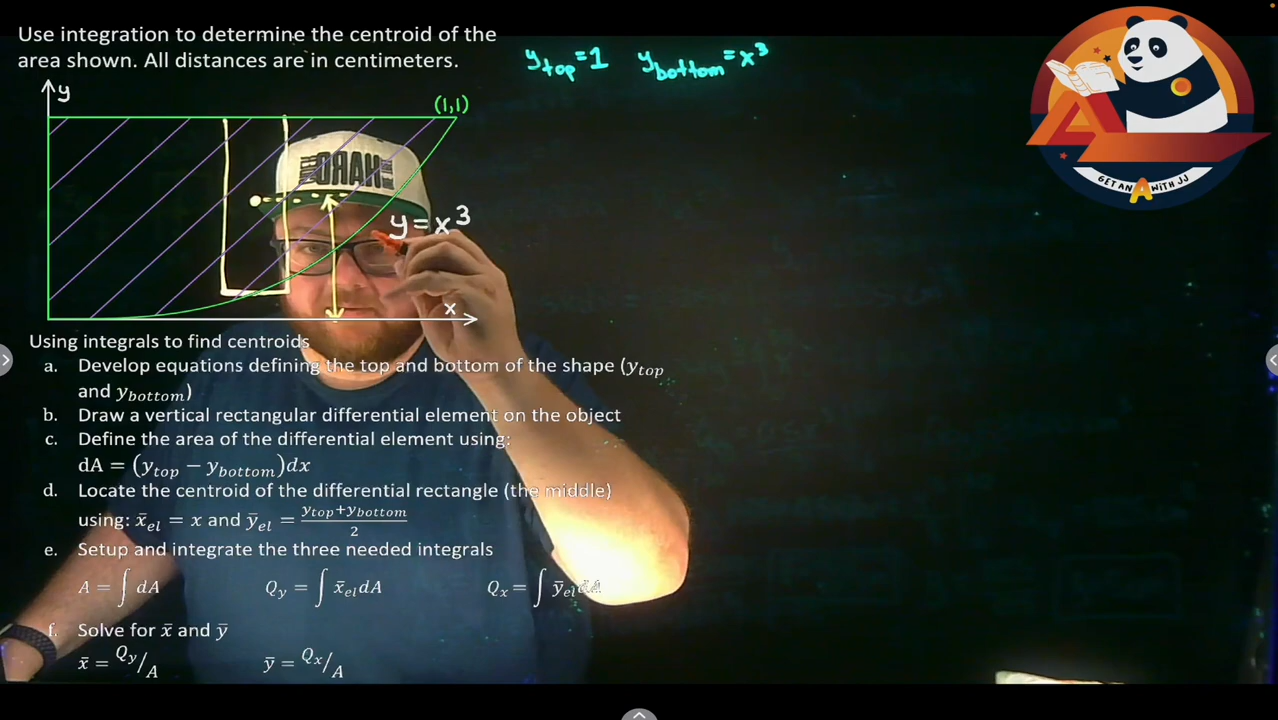 Use integration to determine the centroid of the
area shown. All distances are in centimeters.
y_top = 1 y_bottom = x³
y
(1,1)
HARD
y = x³
x
GET AN A WITH JJ
Using integrals to find centroids
a. Develop equations defining the top and bottom of the shape (y_top
and y_bottom)
b. Draw a vertical rectangular differential element on the object
c. Define the area of the differential element using:
dA = (y_top − y_bottom)dx
d. Locate the centroid of the differential rectangle (the middle)
using: x̄_el = x and ȳ_el = (y_top+y_bottom)/2
e. Setup and integrate the three needed integrals
A = ∫ dA Q_y = ∫ x̄_el dA Q_x = ∫ ȳ_el dA
f. Solve for x̄ and ȳ
x̄ = Q_y/A ȳ = Q_x/A